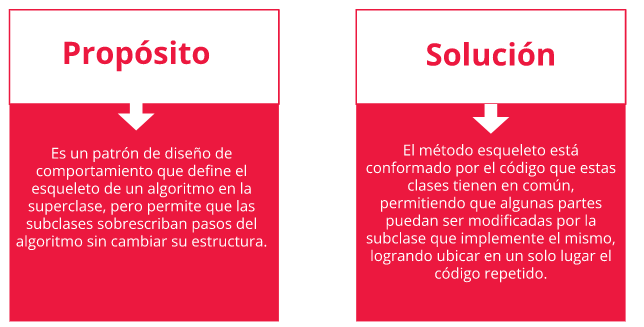 Propósito
Es un patrón de diseño de
comportamiento que define el
esqueleto de un algoritmo en la
superclase, pero permite que las
subclases sobrescriban pasos del
algoritmo sin cambiar su estructura.
Solución
El método esqueleto está
conformado por el código que estas
clases tienen en común,
permitiendo que algunas partes
puedan ser modificadas por la
subclase que implemente el mismo,
logrando ubicar en un solo lugar el
código repetido.